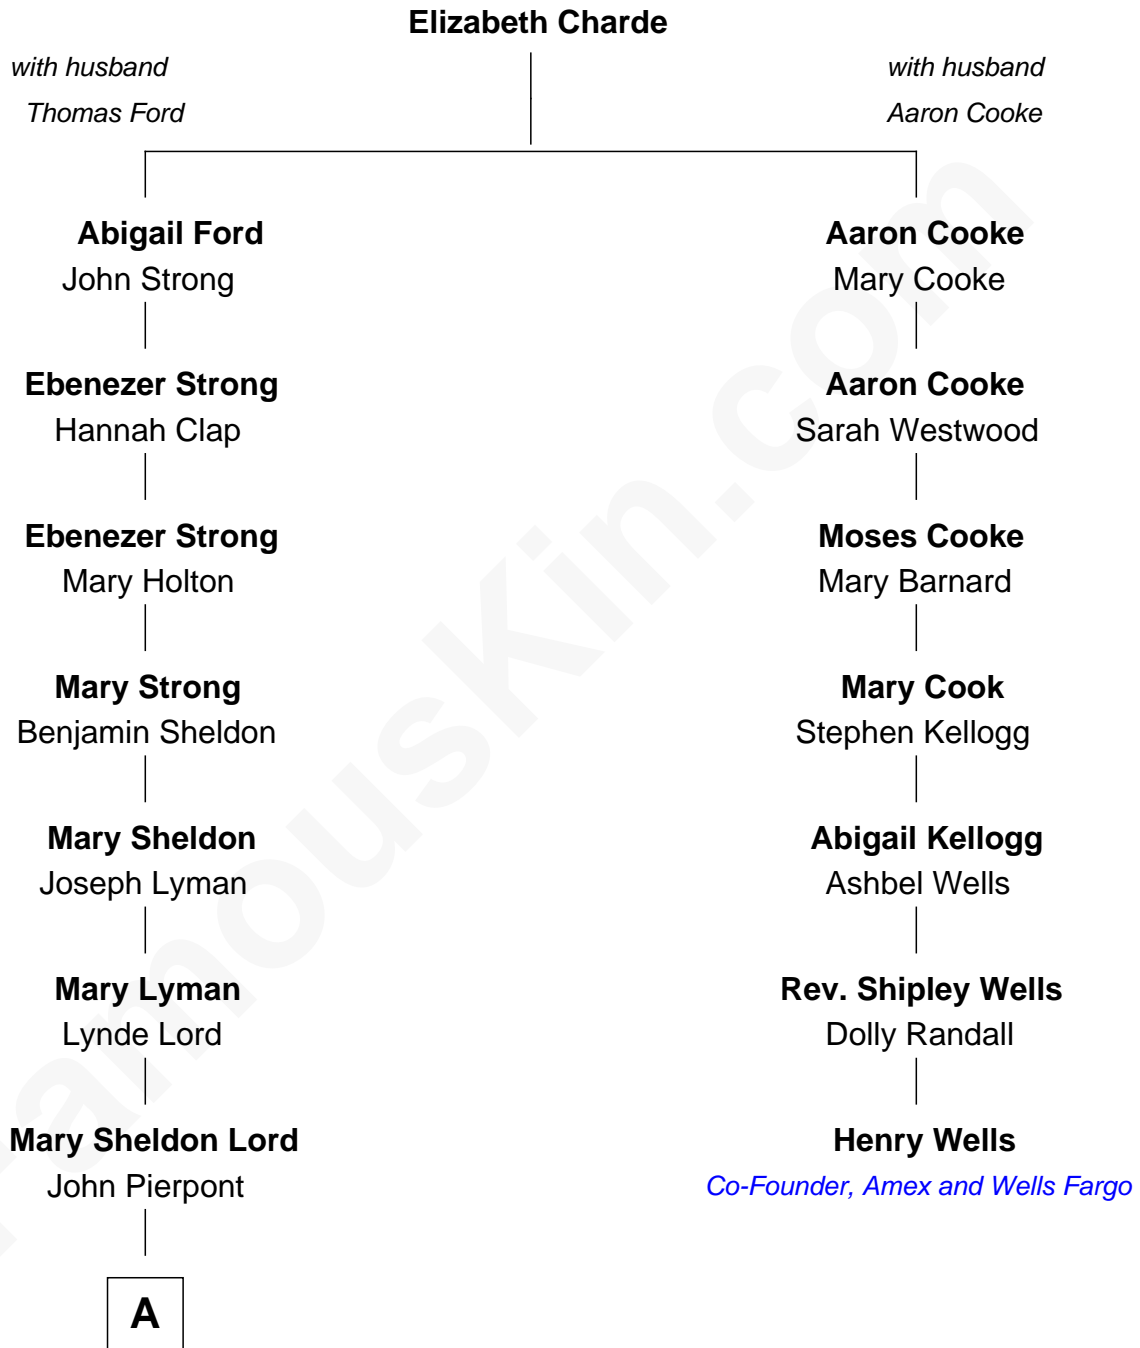 Elizabeth Charde
with husband
Thomas Ford
with husband
Aaron Cooke
Abigail Ford
John Strong
Aaron Cooke
Mary Cooke
Ebenezer Strong
Hannah Clap
Aaron Cooke
Sarah Westwood
Ebenezer Strong
Mary Holton
Moses Cooke
Mary Barnard
Mary Strong
Benjamin Sheldon
Mary Cook
Stephen Kellogg
Mary Sheldon
Joseph Lyman
Abigail Kellogg
Ashbel Wells
Mary Lyman
Lynde Lord
Rev. Shipley Wells
Dolly Randall
Mary Sheldon Lord
John Pierpont
Henry Wells
Co-Founder, Amex and Wells Fargo
A
FamousKin.com